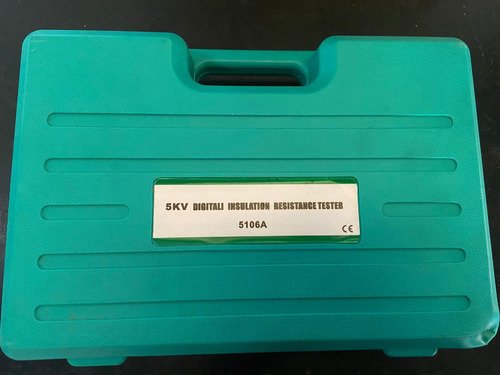 5KV DIGITALI INSULATION RESISTANCE TESTER
5106A
CE